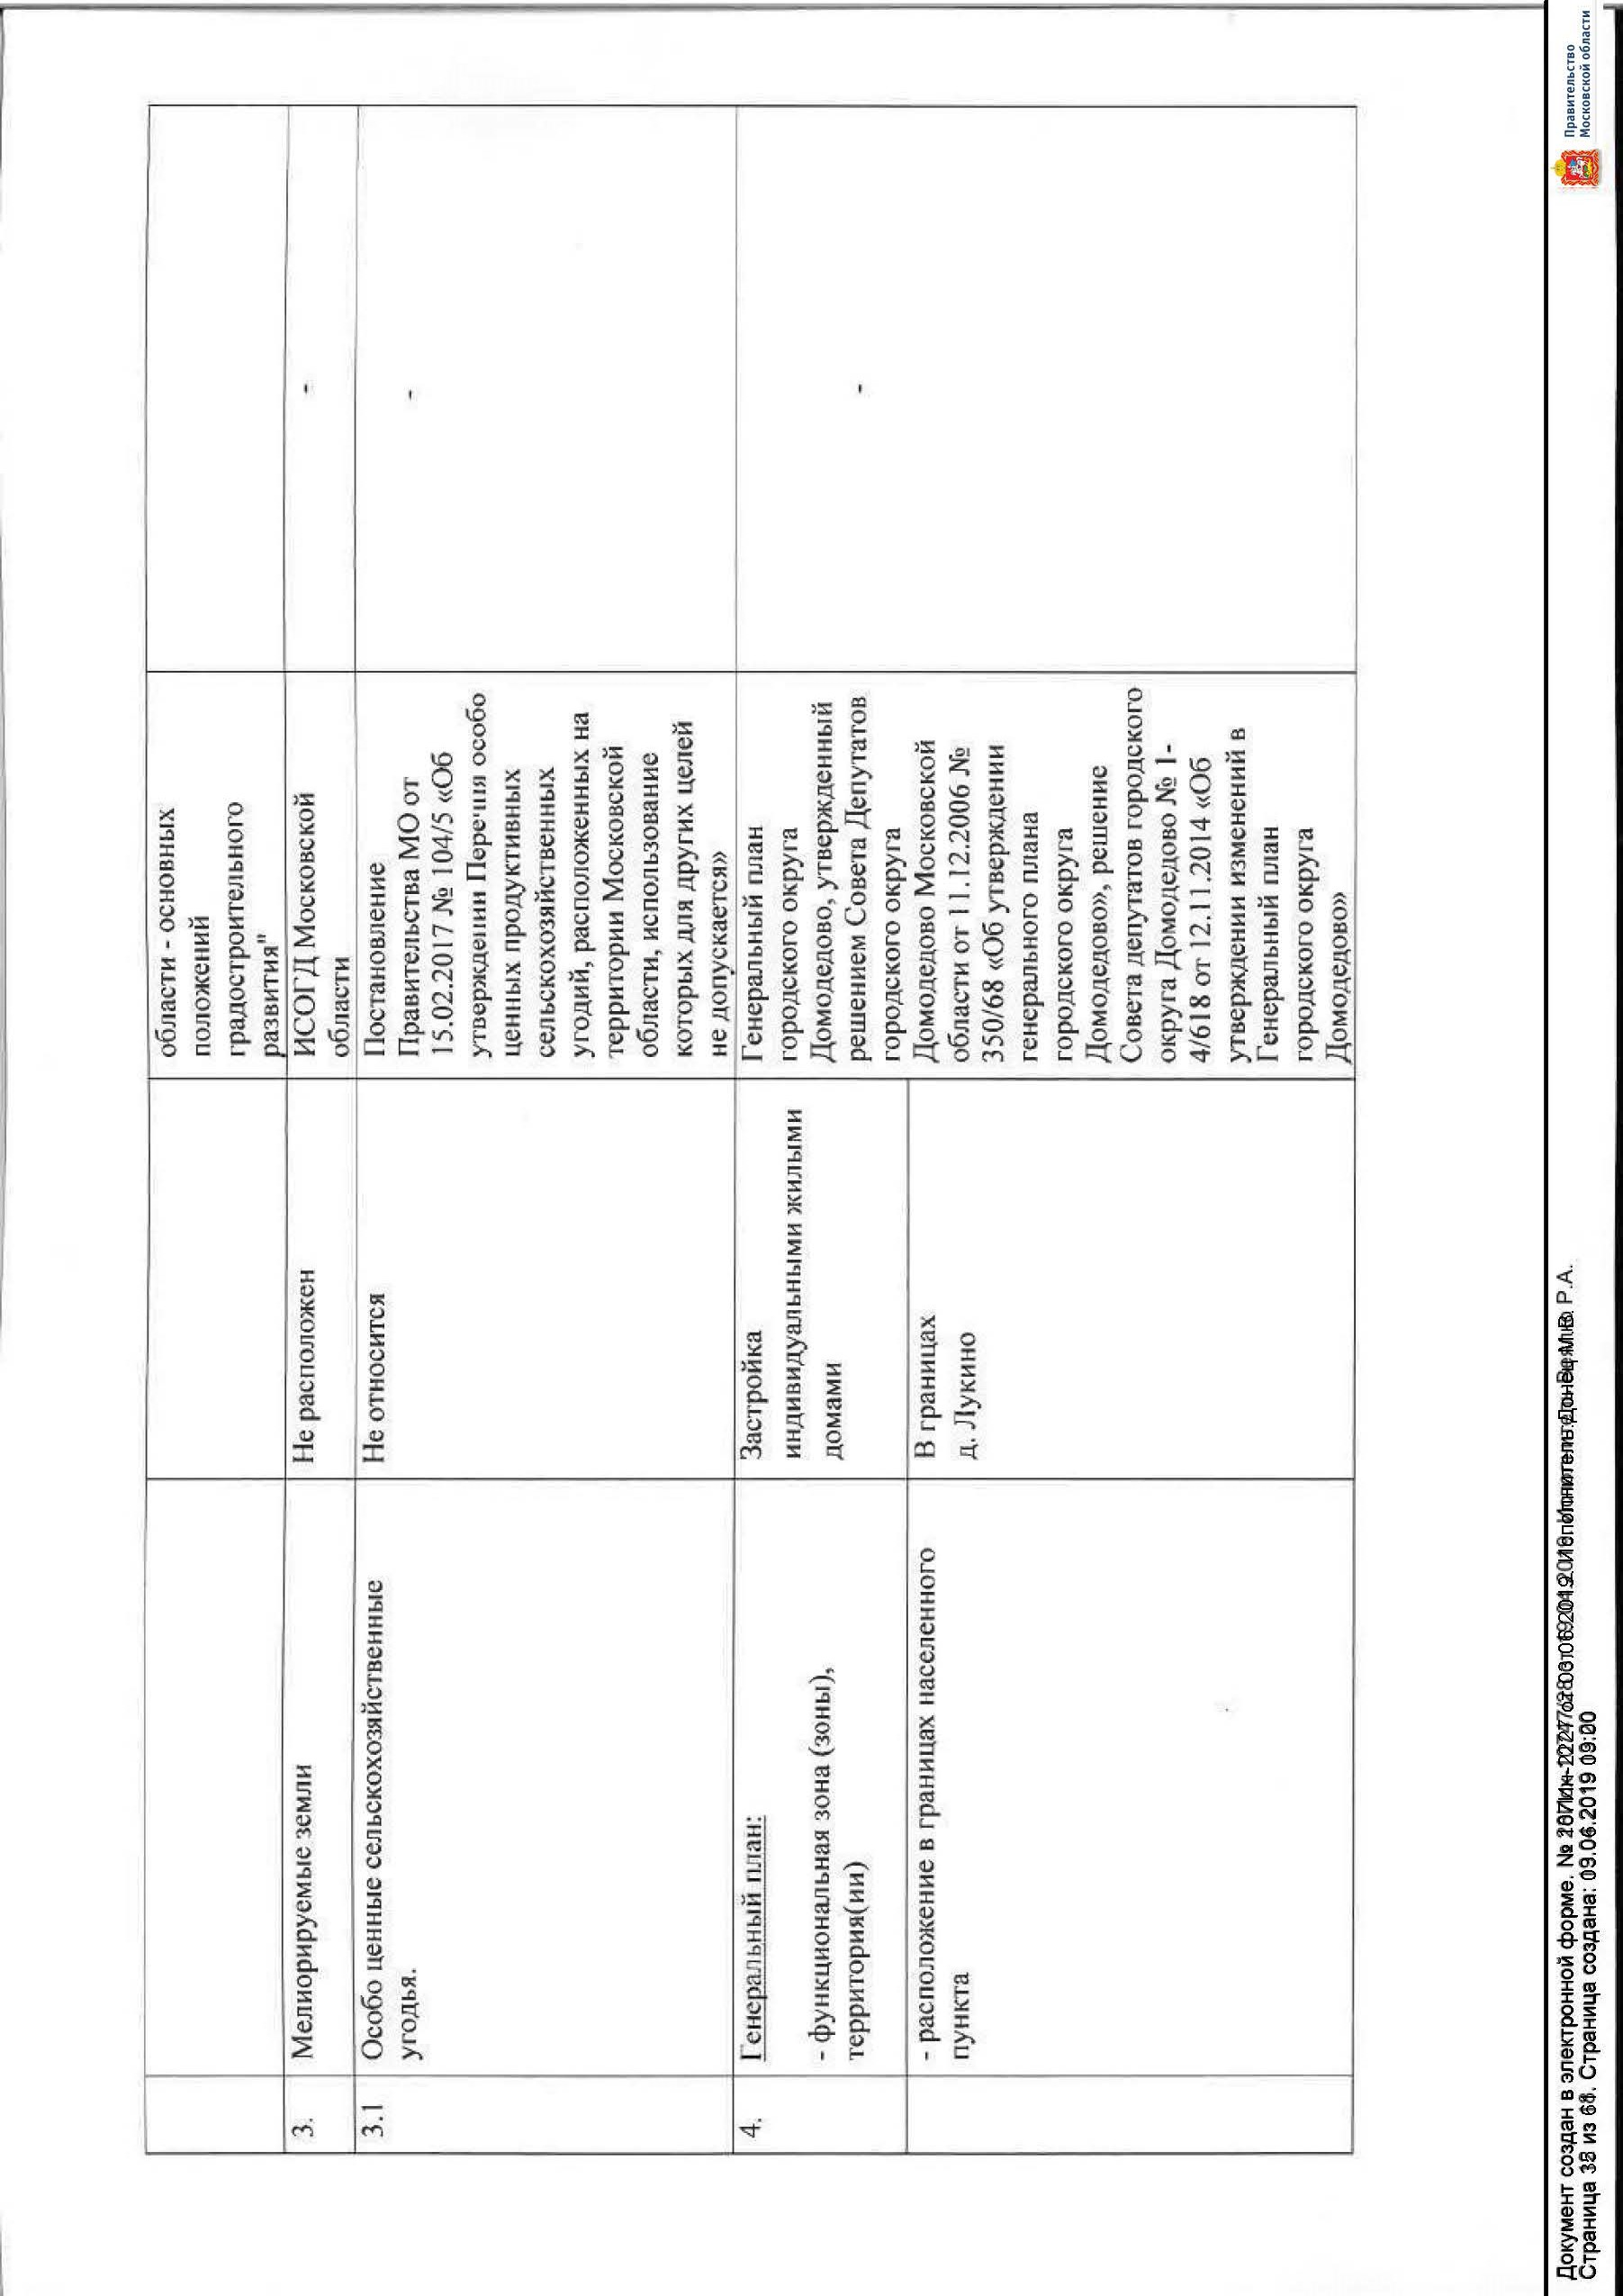 области - основных
положений
градостроительного
развития"
3.
Мелиорируемые земли
Не расположен
ИСОГД Московской
области
-
3.1
Особо ценные сельскохозяйственные
угодья.
Не относится
Постановление
Правительства МО от
15.02.2017 № 104/5 «Об
утверждении Перечня особо
ценных продуктивных
сельскохозяйственных
угодий, расположенных на
территории Московской
области, использование
которых для других целей
не допускается»
-
4.
Генеральный план:
- функциональная зона (зоны),
территория(ии)
Застройка
индивидуальными жилыми
домами
- расположение в границах населенного
пункта
В границах
д. Лукино
Генеральный план
городского округа
Домодедово, утвержденный
решением Совета Депутатов
городского округа
Домодедово Московской
области от 11.12.2006 №
350/68 «Об утверждении
генерального плана
городского округа
Домодедово», решение
Совета депутатов городского
округа Домодедово № 1-
4/618 от 12.11.2014 «Об
утверждении изменений в
Генеральный план
городского округа
Домодедово»
-
Документ создан в электронной форме. №
Страница из Страница создана: 09:00
Правительство
Московской области